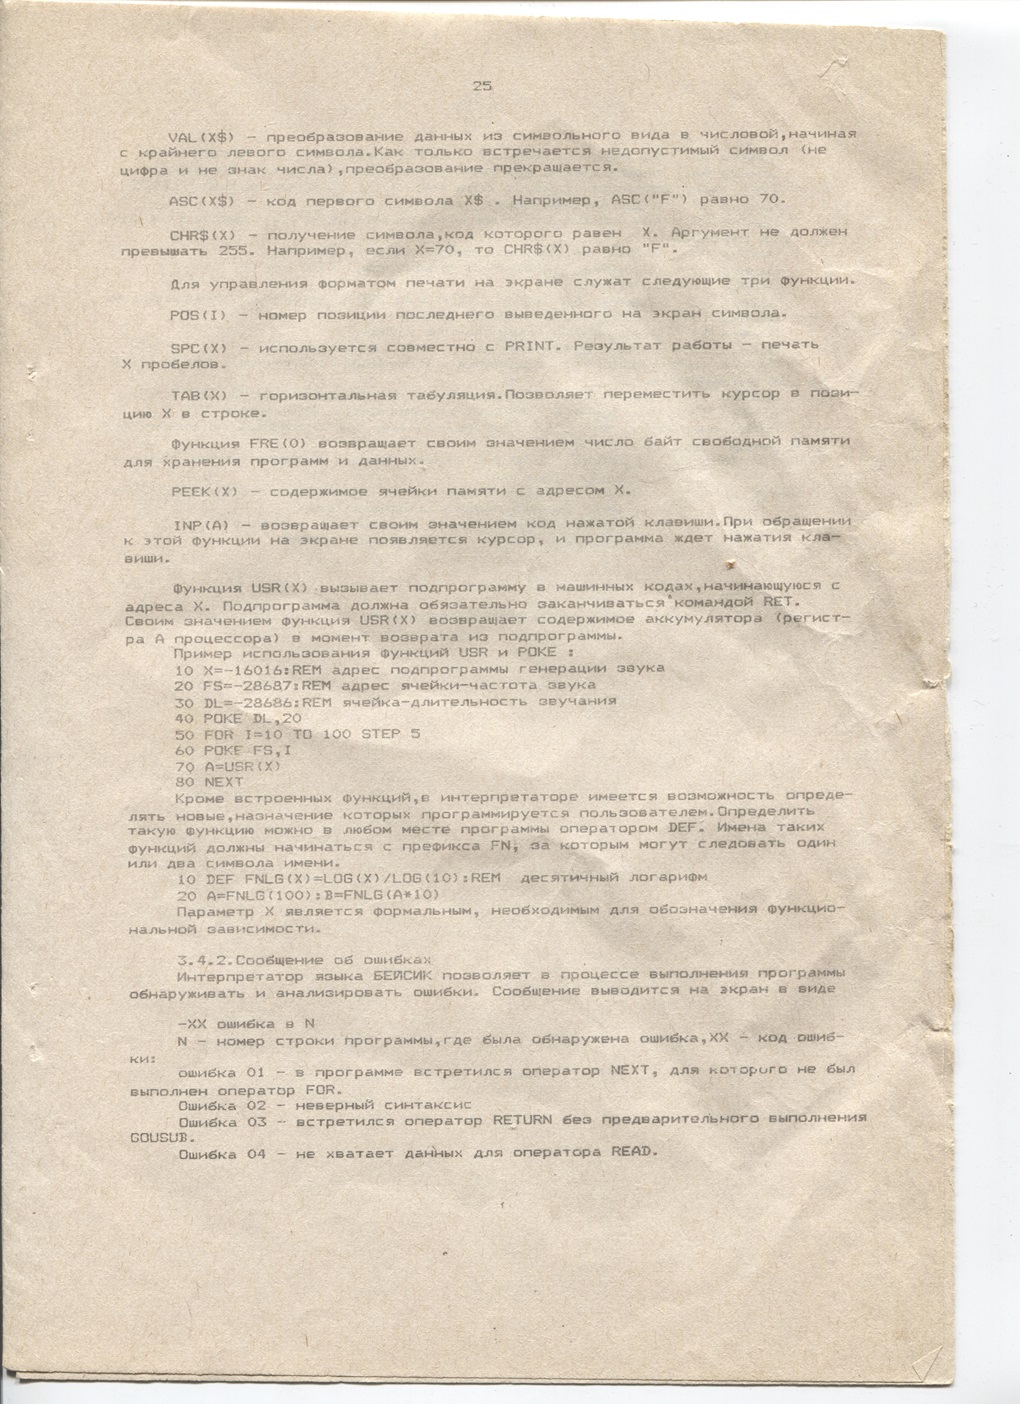 25
VAL(X$) – преобразование данных из символьного вида в числовой,начиная
с крайнего левого символа.Как только встречается недопустимый символ (не
цифра и не знак числа),преобразование прекращается.
ASC(X$) – код первого символа X$ . Например, ASC("F") равно 70.
CHR$(X) – получение символа,код которого равен  X. Аргумент не должен
превышать 255. Например, если X=70, то CHR$(X) равно "F".
Для управления форматом печати на экране служат следующие три функции.
POS(I) – номер позиции последнего выведенного на экран символа.
SPC(X) – используется совместно с PRINT. Результат работы – печать
X пробелов.
TAB(X) – горизонтальная табуляция.Позволяет переместить курсор в пози–
цию X в строке.
Функция FRE(0) возвращает своим значением число байт свободной памяти
для хранения программ и данных.
PEEK(X) – содержимое ячейки памяти с адресом X.
INP(A) – возвращает своим значением код нажатой клавиши.При обращении
к этой функции на экране появляется курсор, и программа ждет нажатия кла–
виши.
Функция USR(X) вызывает подпрограмму в машинных кодах,начинающуюся с
адреса X. Подпрограмма должна обязательно заканчиваться командой RET.
Своим значением функция USR(X) возвращает содержимое аккумулятора (регист–
ра А процессора) в момент возврата из подпрограммы.
Пример использования функций USR и POKE :
10 X=–16016:REM адрес подпрограммы генерации звука
20 FS=–28687:REM адрес ячейки–частота звука
30 DL=–28686:REM ячейка–длительность звучания
40 POKE DL,20
50 FOR I=10 TO 100 STEP 5
60 POKE FS,I
70 A=USR(X)
80 NEXT
Кроме встроенных функций,в интерпретаторе имеется возможность опреде–
лять новые,назначение которых программируется пользователем.Определить
такую функцию можно в любом месте программы оператором DEF. Имена таких
функций должны начинаться с префикса FN, за которым могут следовать один
или два символа имени.
10 DEF FNLG(X)=LOG(X)/LOG(10):REM  десятичный логарифм
20 A=FNLG(100):B=FNLG(A*10)
Параметр X является формальным, необходимым для обозначения функцио–
нальной зависимости.
3.4.2.Сообщение об ошибках
Интерпретатор языка БЕЙСИК позволяет в процессе выполнения программы
обнаруживать и анализировать ошибки. Сообщение выводится на экран в виде
–XX ошибка в N
N – номер строки программы,где была обнаружена ошибка,XX – код ошиб–
ки:
ошибка 01 – в программе встретился оператор NEXT, для которого не был
выполнен оператор FOR.
Ошибка 02 – неверный синтаксис
Ошибка 03 – встретился оператор RETURN без предварительного выполнения
GOUSUB.
Ошибка 04 – не хватает данных для оператора READ.